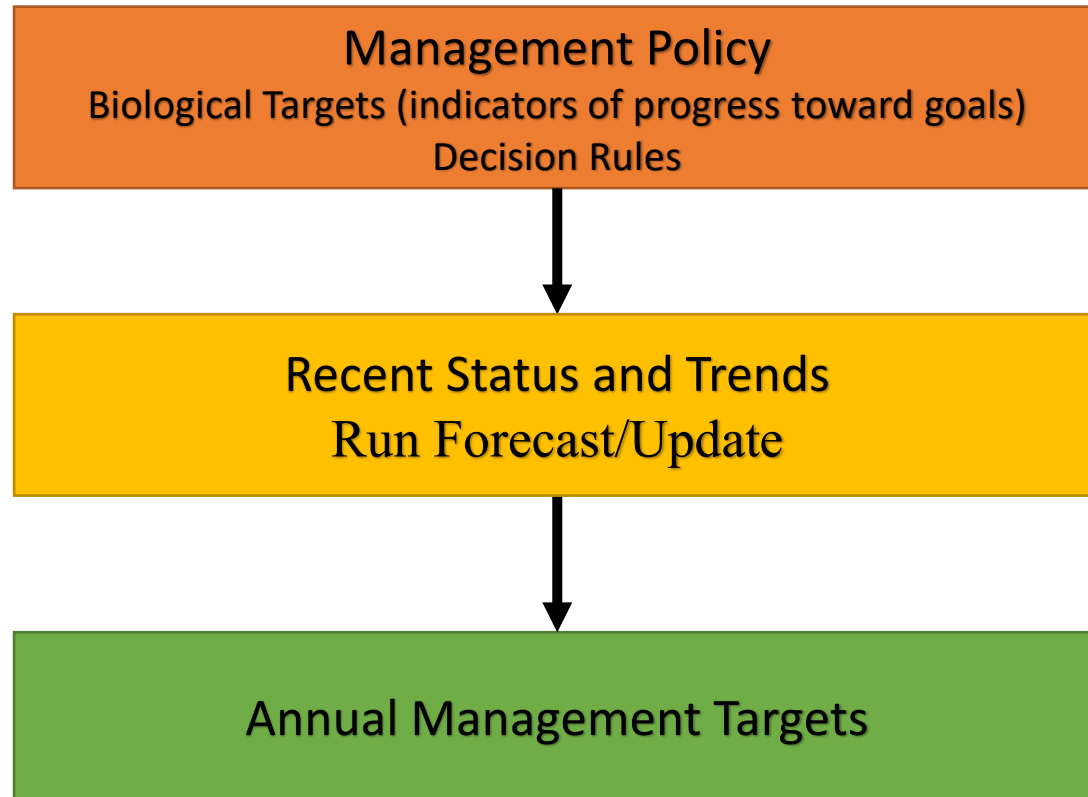 Management Policy
Biological Targets (indicators of progress toward goals)
Decision Rules
Recent Status and Trends
Run Forecast/Update
Annual Management Targets